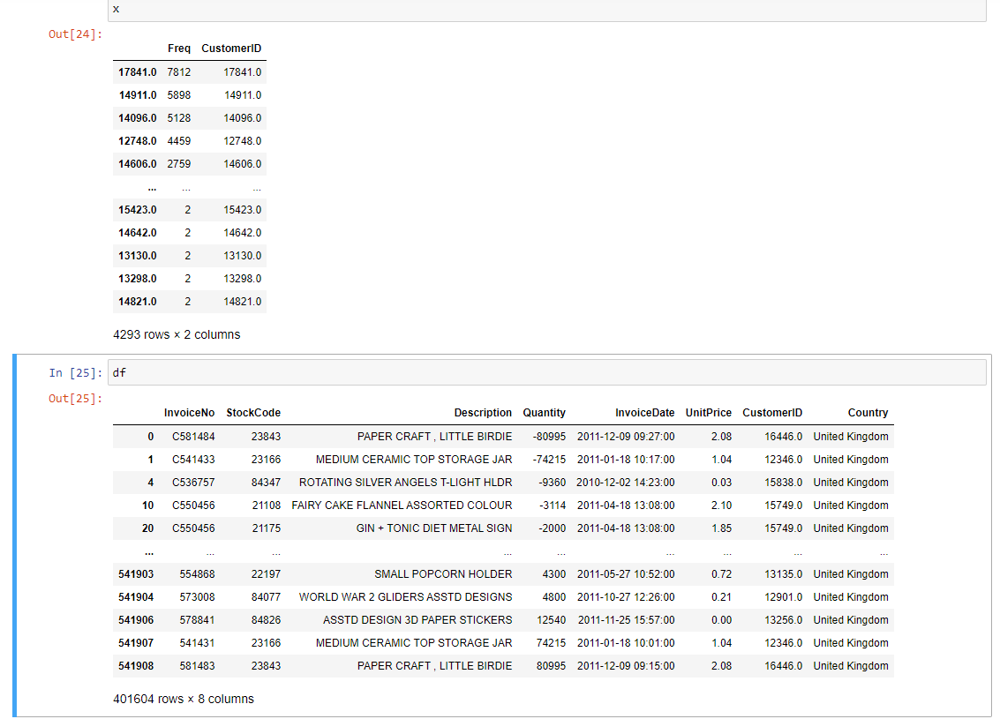 x
Out[24]:
Freq CustomerID
17841.0 7812 17841.0
14911.0 5898 14911.0
14096.0 5128 14096.0
12748.0 4459 12748.0
14606.0 2759 14606.0
... ... ...
15423.0 2 15423.0
14642.0 2 14642.0
13130.0 2 13130.0
13298.0 2 13298.0
14821.0 2 14821.0
4293 rows × 2 columns
In [25]: df
Out[25]:
InvoiceNo StockCode Description Quantity InvoiceDate UnitPrice CustomerID Country
0 C581484 23843 PAPER CRAFT , LITTLE BIRDIE -80995 2011-12-09 09:27:00 2.08 16446.0 United Kingdom
1 C541433 23166 MEDIUM CERAMIC TOP STORAGE JAR -74215 2011-01-18 10:17:00 1.04 12346.0 United Kingdom
4 C536757 84347 ROTATING SILVER ANGELS T-LIGHT HLDR -9360 2010-12-02 14:23:00 0.03 15838.0 United Kingdom
10 C550456 21108 FAIRY CAKE FLANNEL ASSORTED COLOUR -3114 2011-04-18 13:08:00 2.10 15749.0 United Kingdom
20 C550456 21175 GIN + TONIC DIET METAL SIGN -2000 2011-04-18 13:08:00 1.85 15749.0 United Kingdom
... ... ... ... ... ... ... ... ...
541903 554868 22197 SMALL POPCORN HOLDER 4300 2011-05-27 10:52:00 0.72 13135.0 United Kingdom
541904 573008 84077 WORLD WAR 2 GLIDERS ASSTD DESIGNS 4800 2011-10-27 12:26:00 0.21 12901.0 United Kingdom
541906 578841 84826 ASSTD DESIGN 3D PAPER STICKERS 12540 2011-11-25 15:57:00 0.00 13256.0 United Kingdom
541907 541431 23166 MEDIUM CERAMIC TOP STORAGE JAR 74215 2011-01-18 10:01:00 1.04 12346.0 United Kingdom
541908 581483 23843 PAPER CRAFT , LITTLE BIRDIE 80995 2011-12-09 09:15:00 2.08 16446.0 United Kingdom
401604 rows × 8 columns